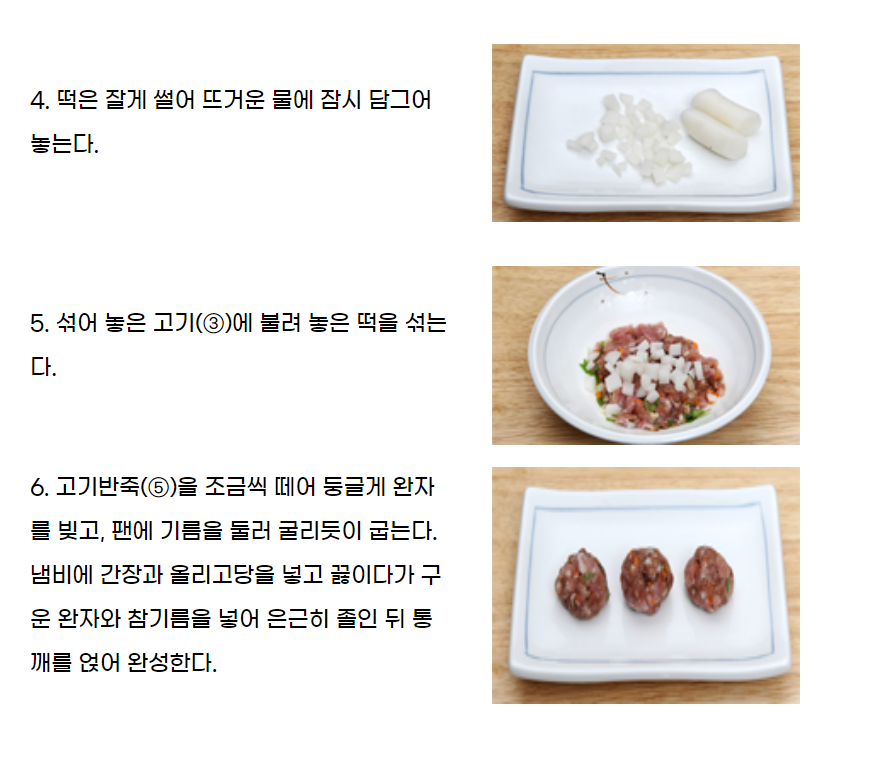 4. 떡은 잘게 썰어 뜨거운 물에 잠시 담그어
놓는다.
5. 섞어 놓은 고기(③)에 불려 놓은 떡을 섞는
다.
6. 고기반죽(⑤)을 조금씩 떼어 둥글게 완자
를 빚고, 팬에 기름을 둘러 굴리듯이 굽는다.
냄비에 간장과 올리고당을 넣고 끓이다가 구
운 완자와 참기름을 넣어 은근히 졸인 뒤 통
깨를 얹어 완성한다.